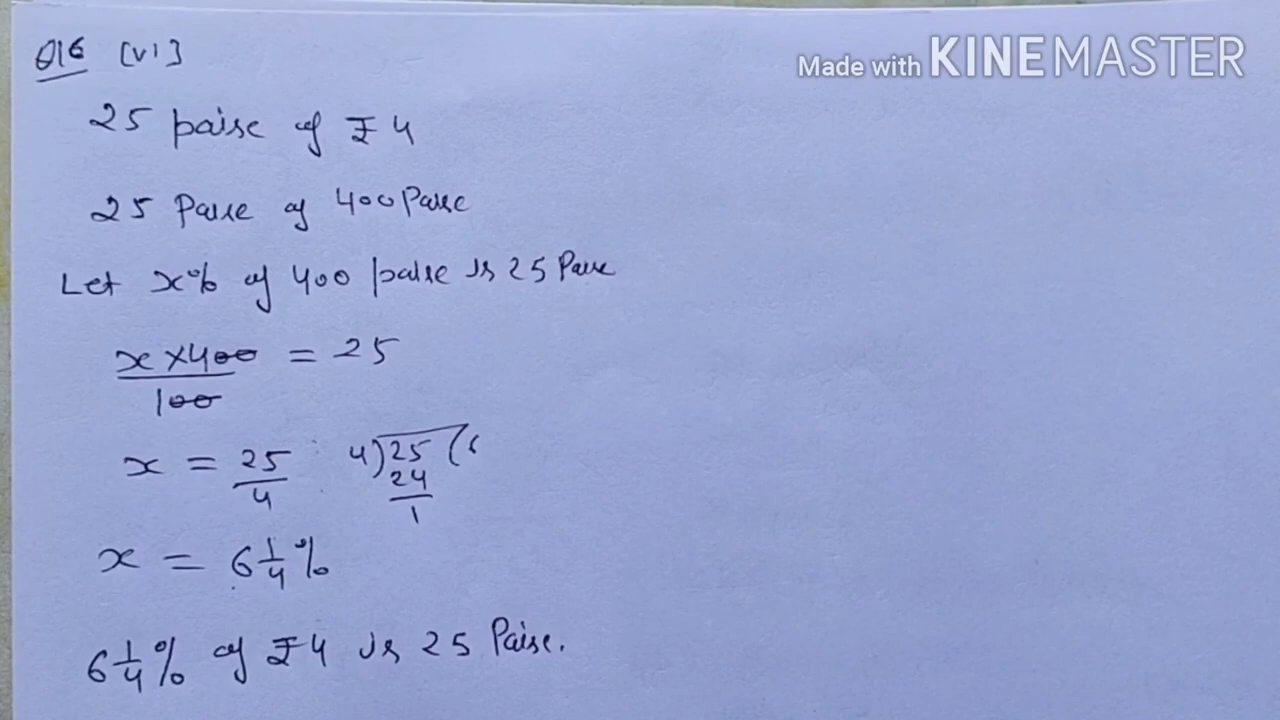 Q16 (VI)
Made with KINEMASTER
25 paise of ₹4
25 Paise of 400 Paise
Let x% of 400 paise is 25 Paise
x × 400 / 100 = 25
x = 25/4 4)25(6
24
1
x = 6 1/4 %
6 1/4 % of ₹4 is 25 Paise.